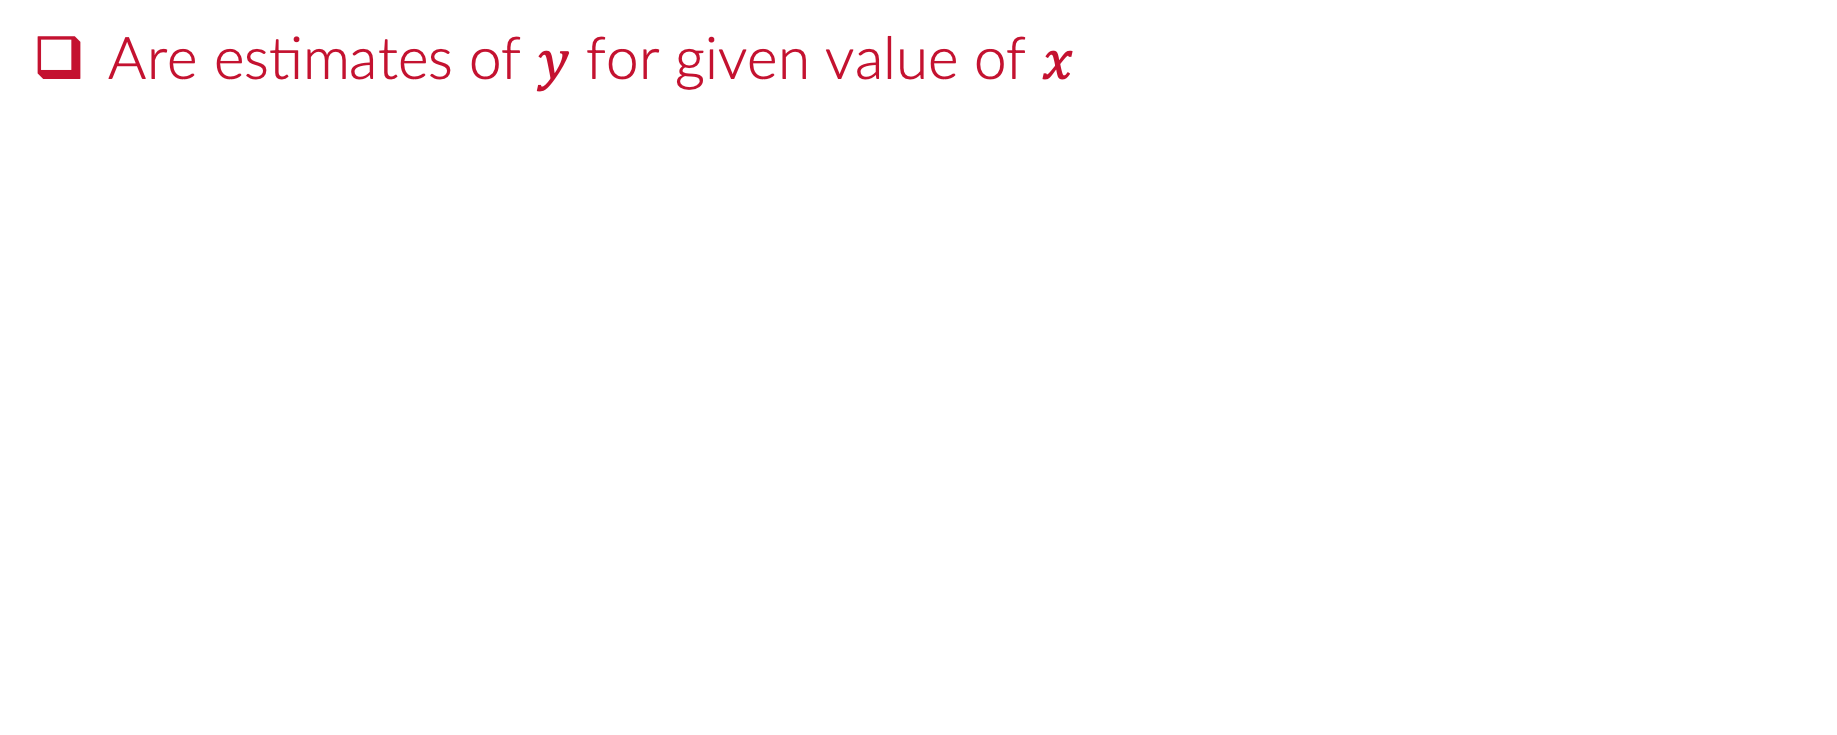 ❑ Are estimates of y for given value of x